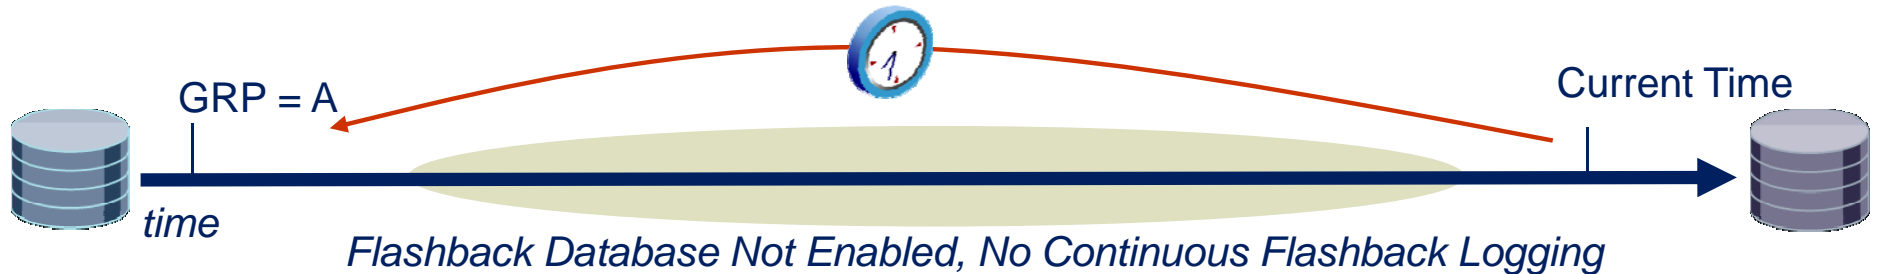 GRP = A
Current Time
time
Flashback Database Not Enabled, No Continuous Flashback Logging